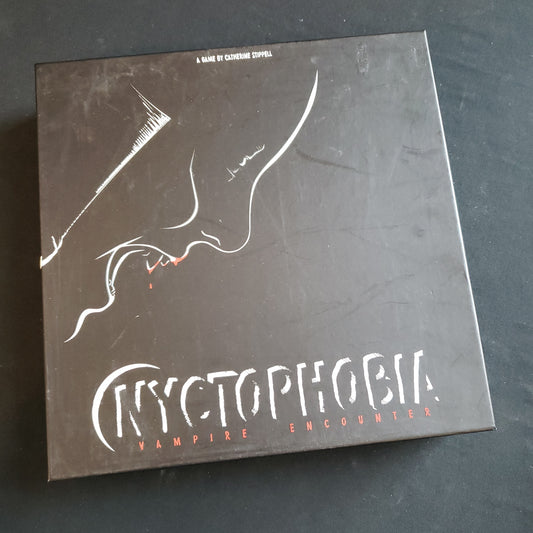 A GAME BY CATHERINE STIPPELL
NYCTOPHOBIA
VAMPIRE ENCOUNTER